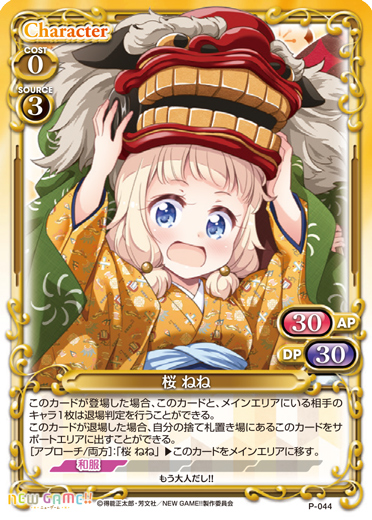 Character
COST
0
SOURCE
3
30 AP
DP 30
桜 ねね
このカードが登場した場合、このカードと、メインエリアにいる相手の
キャラ1枚は退場判定を行うことができる。
このカードが退場した場合、自分の捨て札置き場にあるこのカードをサ
ポートエリアに出すことができる。
[アプローチ/両方]:「桜 ねね」▶このカードをメインエリアに移す。
和服
もう大人だし!!
NEW GAME!!
ニューゲーム
©得能正太郎・芳文社/NEW GAME!!製作委員会
P-044